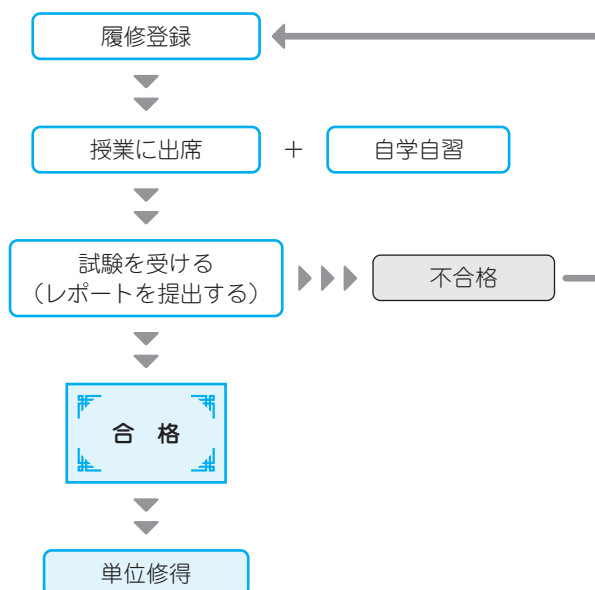 履修登録
授業に出席 + 自学自習
試験を受ける
(レポートを提出する)
不合格
合 格
単位修得